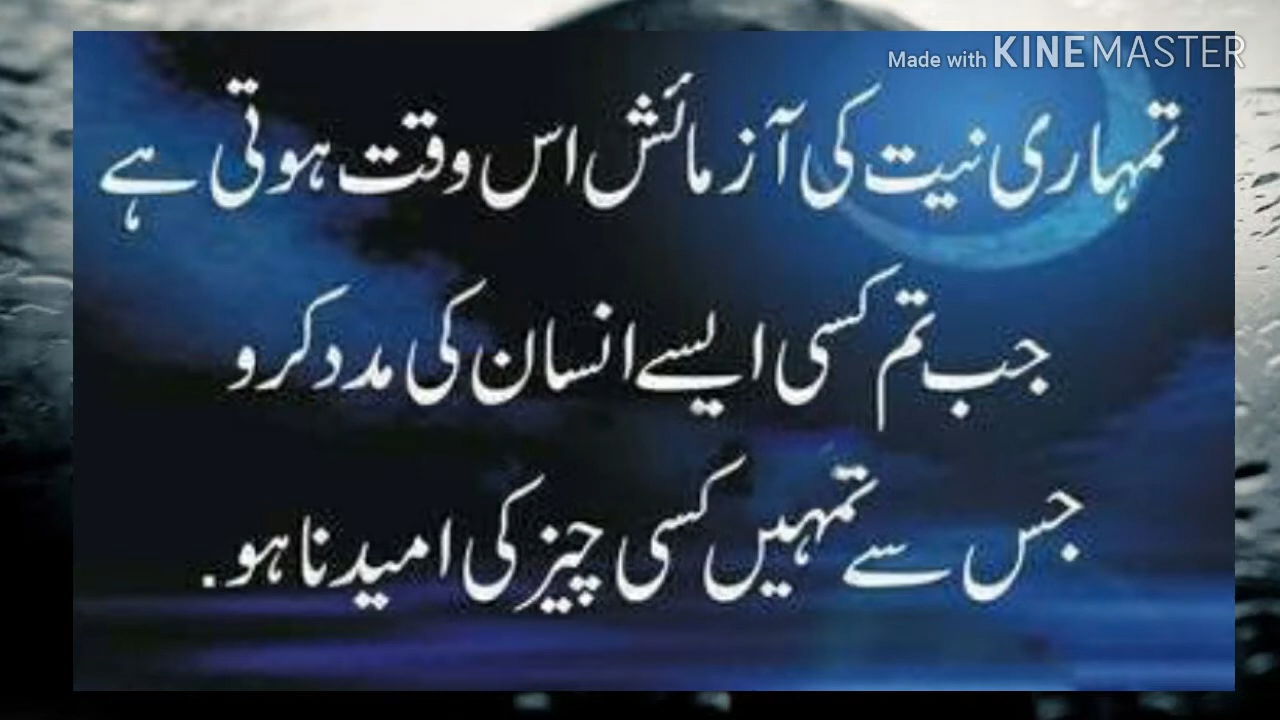 Made with KINEMASTER
تمہاری نیت کی آزمائش اس وقت ہوتی ہے
جب تم کسی ایسے انسان کی مدد کرو
جس سے تمہیں کسی چیز کی امید نا ہو.